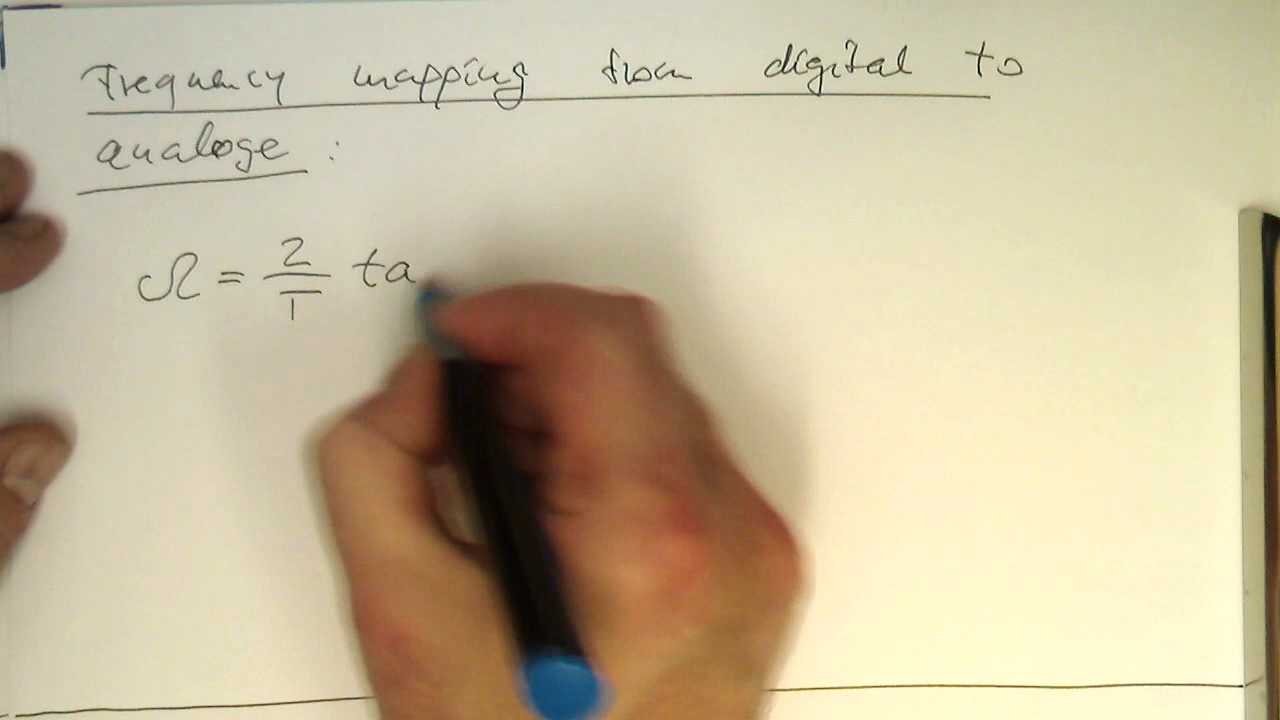 Frequency mapping from digital to
analoge :
Ω = 2/T ta